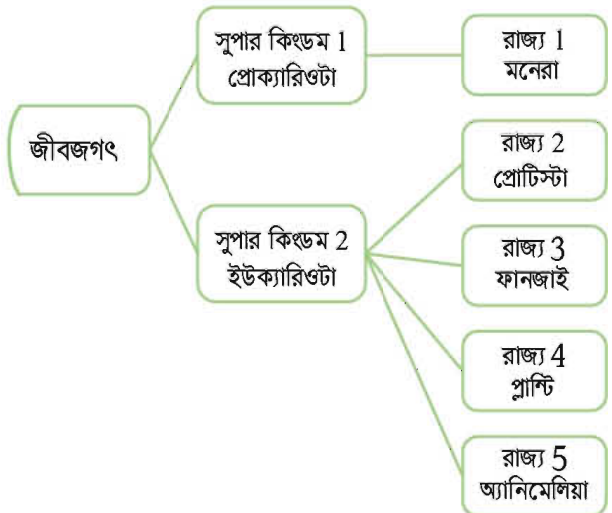 জীবজগৎ
সুপার কিংডম 1
প্রোক্যারিওটা
রাজ্য 1
মনেরা
সুপার কিংডম 2
ইউক্যারিওটা
রাজ্য 2
প্রোটিস্টা
রাজ্য 3
ফানজাই
রাজ্য 4
প্লান্টি
রাজ্য 5
অ্যানিমেলিয়া